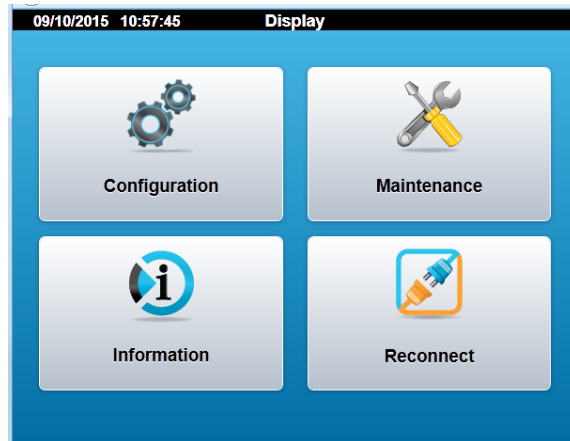 09/10/2015 10:57:45 Display
Configuration Maintenance
Information Reconnect